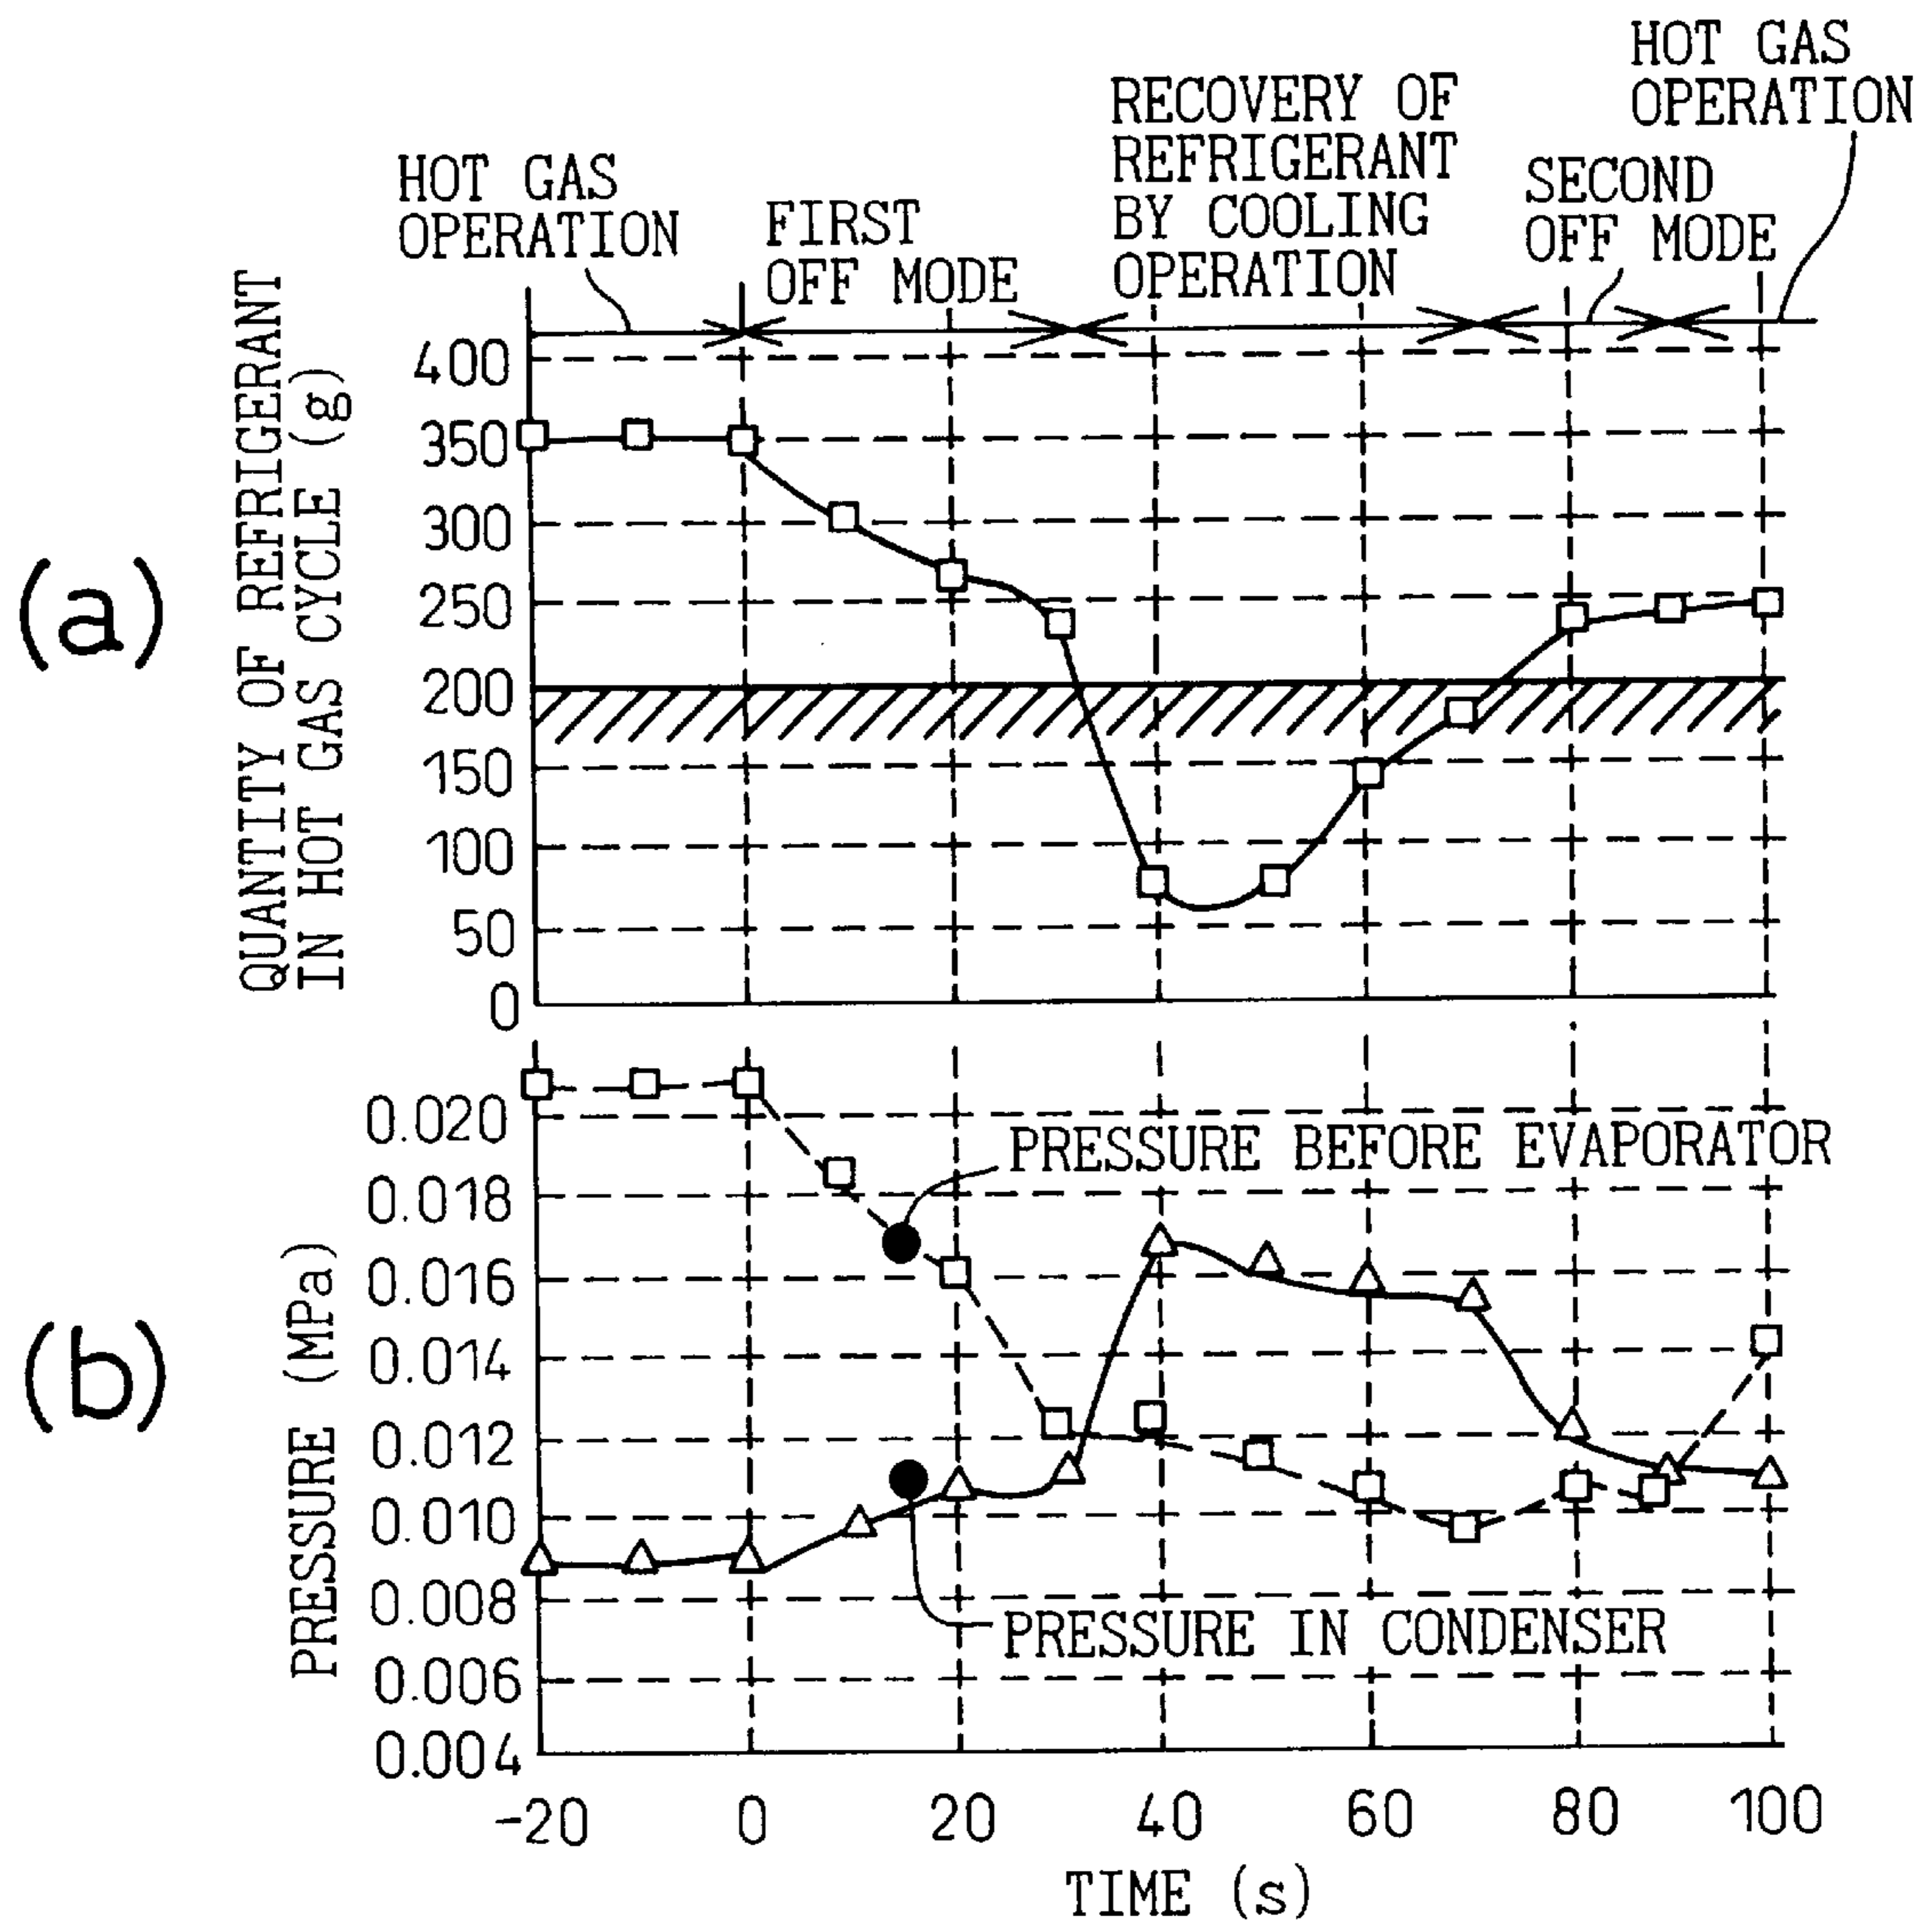 HOT GAS
OPERATION
FIRST
OFF MODE
RECOVERY OF
REFRIGERANT
BY COOLING
OPERATION
SECOND
OFF MODE
HOT GAS
OPERATION
(a)
QUANTITY OF REFRIGERANT
IN HOT GAS CYCLE (g)
400
350
300
250
200
150
100
50
0
(b)
PRESSURE (MPa)
0.020
0.018
0.016
0.014
0.012
0.010
0.008
0.006
0.004
PRESSURE BEFORE EVAPORATOR
PRESSURE IN CONDENSER
-20 0 20 40 60 80 100
TIME (s)